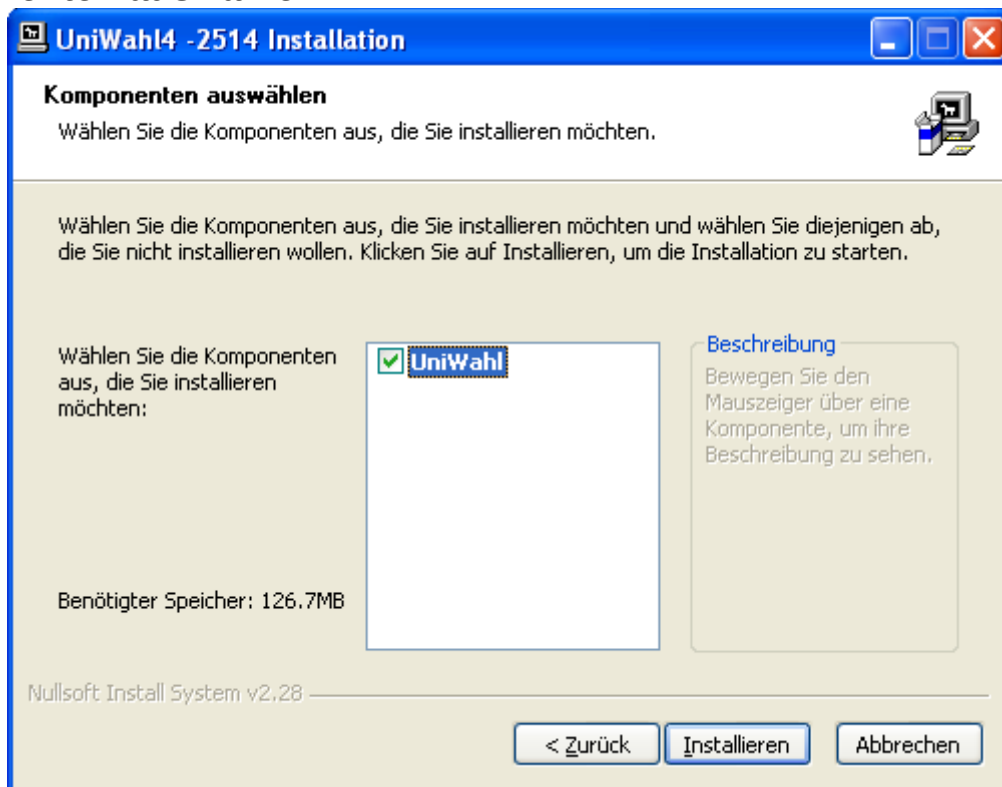 UniWahl4 -2514 Installation
Komponenten auswählen
Wählen Sie die Komponenten aus, die Sie installieren möchten.
Wählen Sie die Komponenten aus, die Sie installieren möchten und wählen Sie diejenigen ab,
die Sie nicht installieren wollen. Klicken Sie auf Installieren, um die Installation zu starten.
Wählen Sie die Komponenten
aus, die Sie installieren
möchten:
UniWahl
Beschreibung
Bewegen Sie den
Mauszeiger über eine
Komponente, um ihre
Beschreibung zu sehen.
Benötigter Speicher: 126.7MB
Nullsoft Install System v2.28
< Zurück
Installieren
Abbrechen